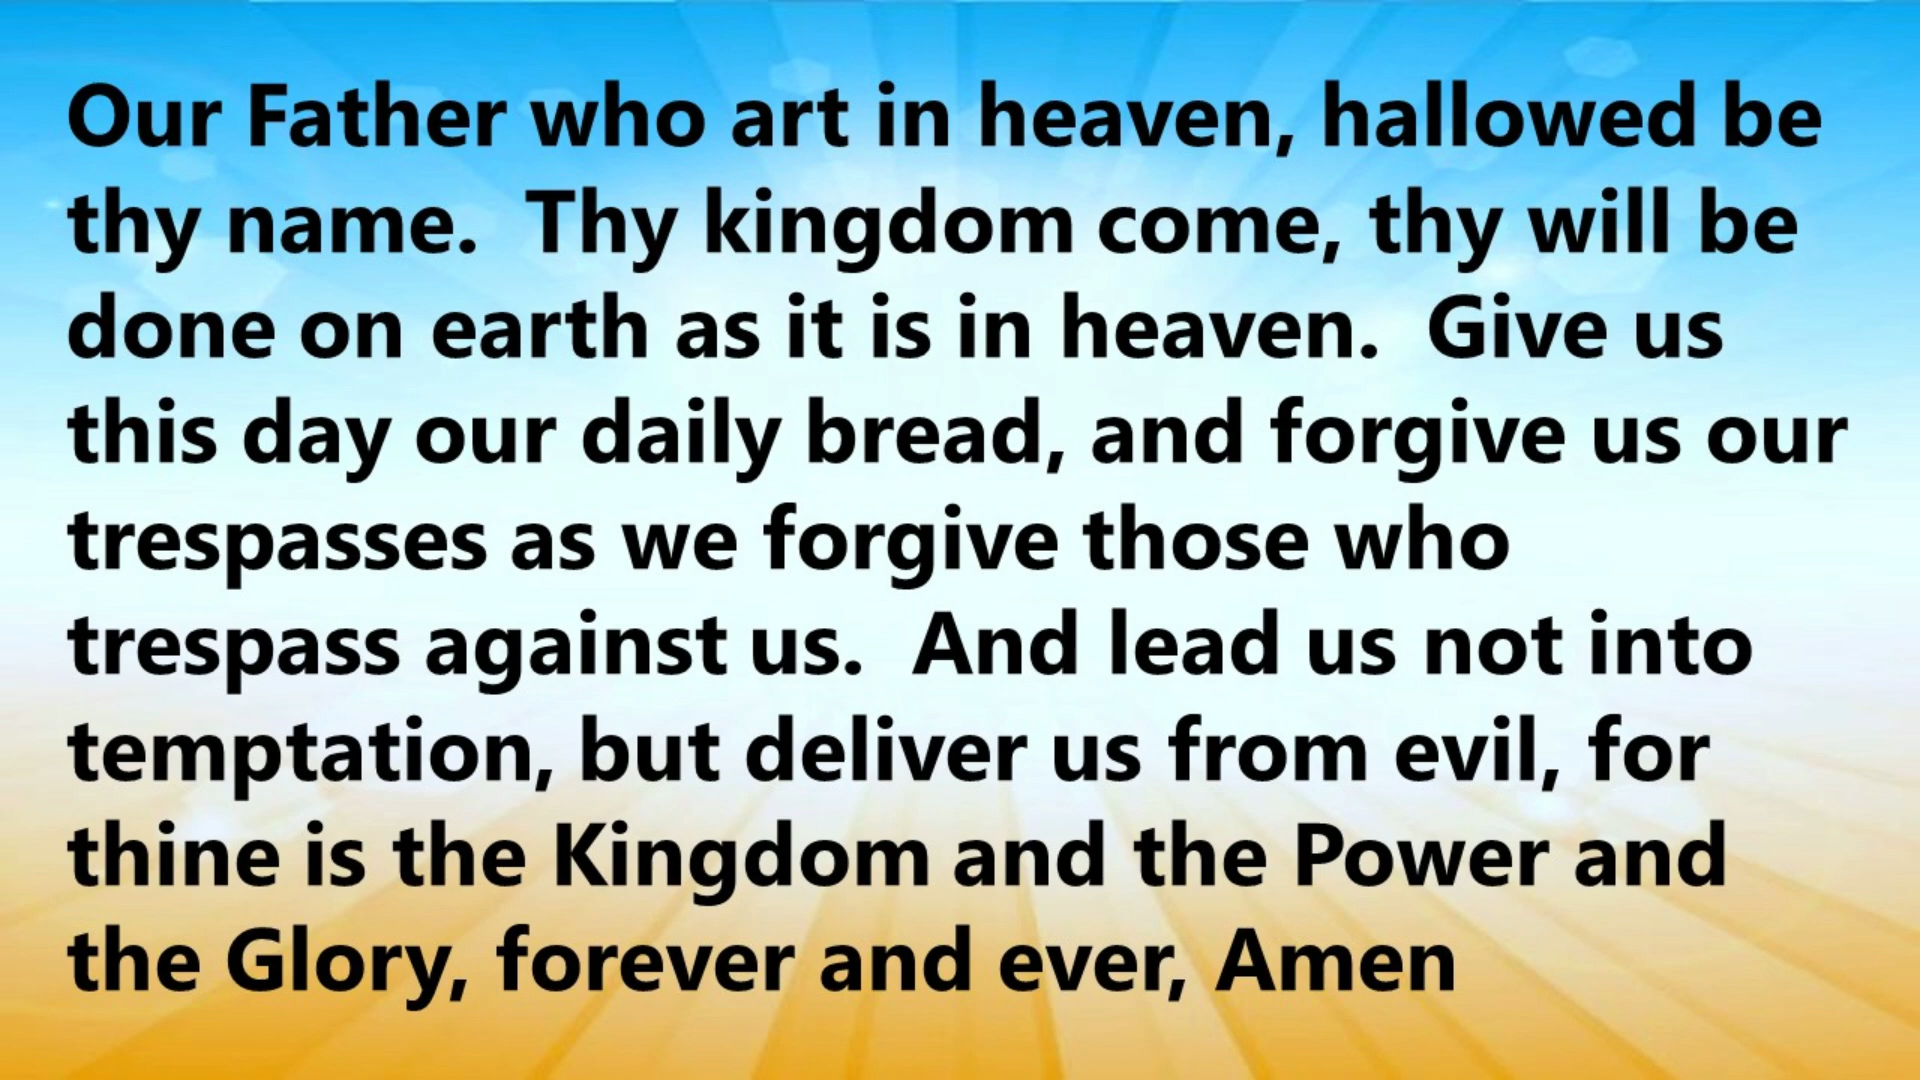 Our Father who art in heaven, hallowed be
thy name.  Thy kingdom come, thy will be
done on earth as it is in heaven.  Give us
this day our daily bread, and forgive us our
trespasses as we forgive those who
trespass against us.  And lead us not into
temptation, but deliver us from evil, for
thine is the Kingdom and the Power and
the Glory, forever and ever, Amen